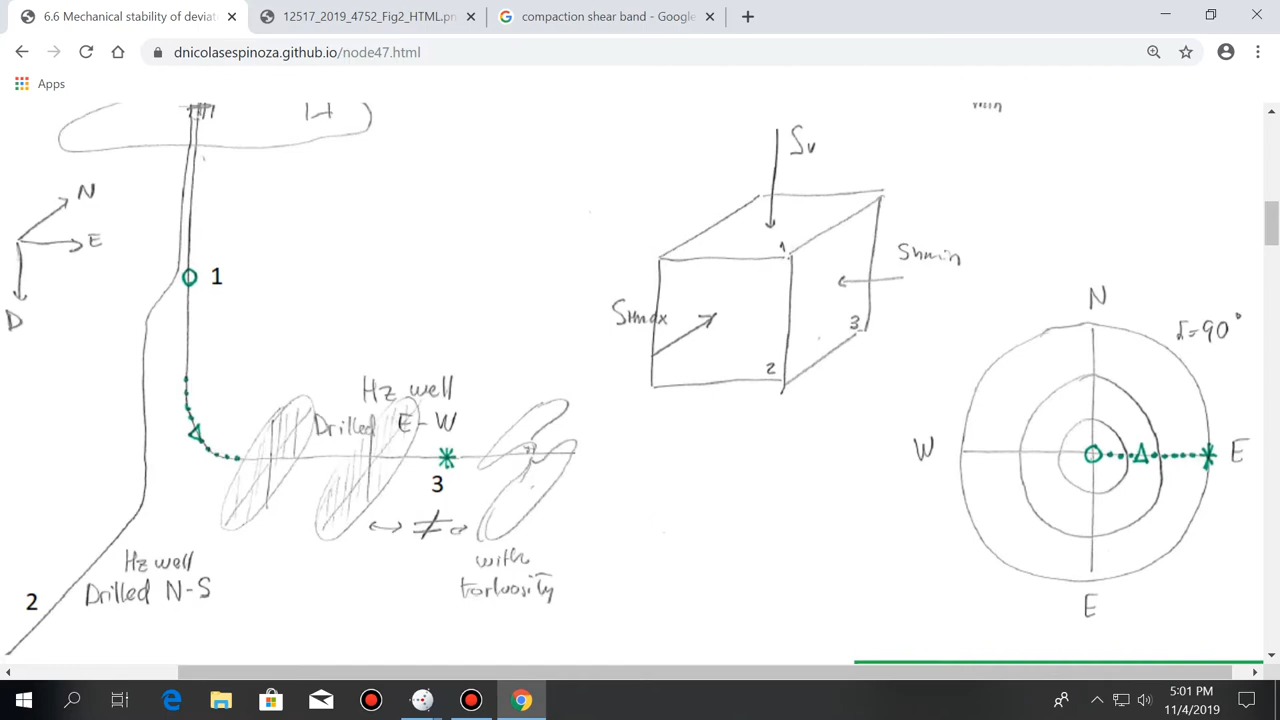 6.6 Mechanical stability of deviat
12517_2019_4752_Fig2_HTML.pn
compaction shear band - Google
dnicolasespinoza.github.io/node47.html
Apps
H
min
N
E
D
1
Sv
1
Shmin
SHmax
3
2
N
δ=90°
W
E
E
Hz well
Drilled E-W
3
≠
with
tortuosity
Hz well
Drilled N-S
2
5:01 PM
11/4/2019